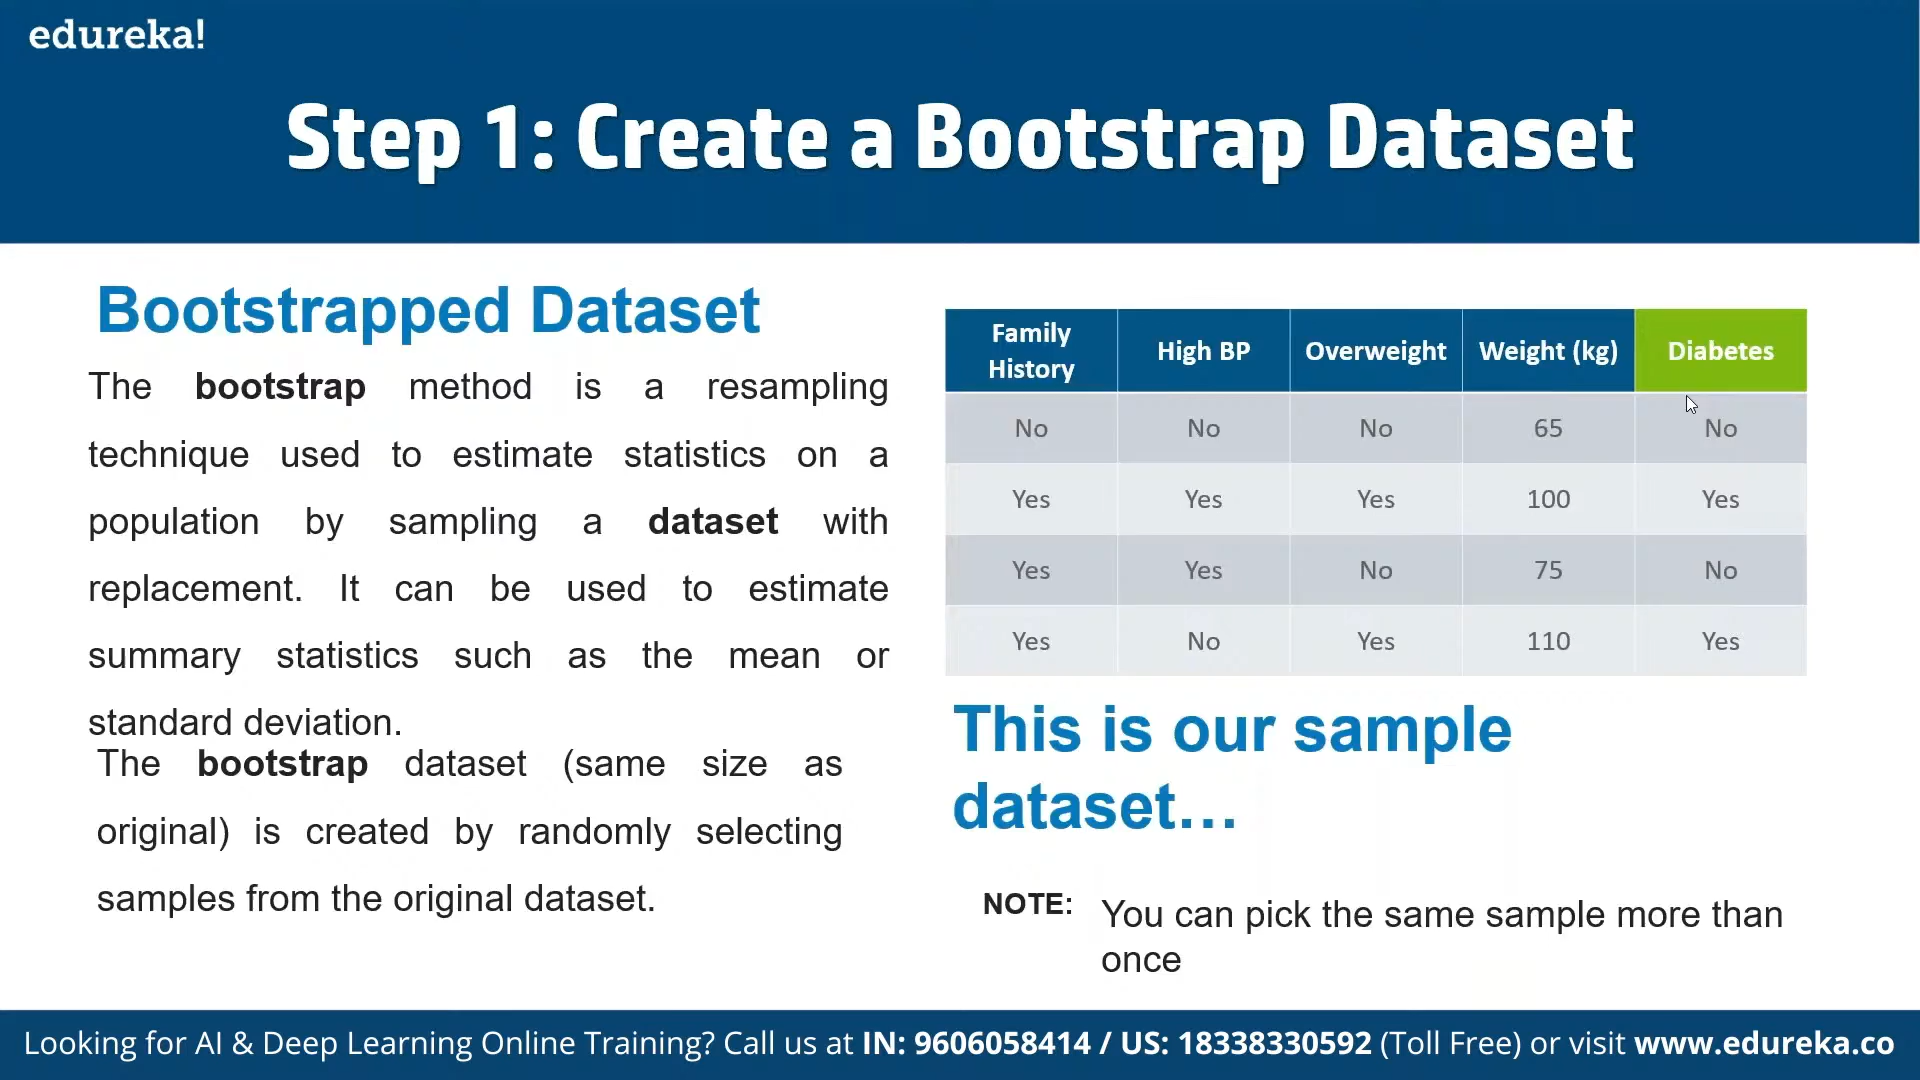 edureka!
Step 1: Create a Bootstrap Dataset
Bootstrapped Dataset
The bootstrap method is a resampling
technique used to estimate statistics on a
population by sampling a dataset with
replacement. It can be used to estimate
summary statistics such as the mean or
standard deviation.
The bootstrap dataset (same size as
original) is created by randomly selecting
samples from the original dataset.
Family History High BP Overweight Weight (kg) Diabetes
No No No 65 No
Yes Yes Yes 100 Yes
Yes Yes No 75 No
Yes No Yes 110 Yes
This is our sample
dataset...
NOTE: You can pick the same sample more than
once
Looking for AI & Deep Learning Online Training? Call us at IN: 9606058414 / US: 18338330592 (Toll Free) or visit www.edureka.co